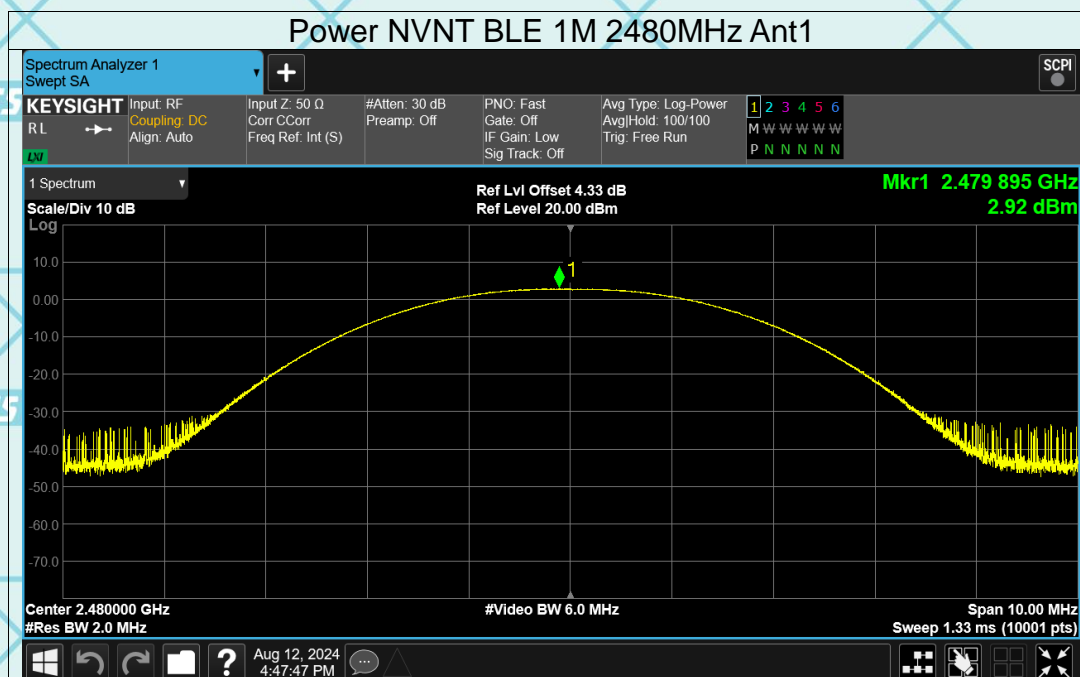 Power NVNT BLE 1M 2480MHz Ant1
Spectrum Analyzer 1
Swept SA
+
SCPI
KEYSIGHT
RL
LXI
Input: RF
Coupling: DC
Align: Auto
Input Z: 50 Ω
Corr CCorr
Freq Ref: Int (S)
#Atten: 30 dB
Preamp: Off
PNO: Fast
Gate: Off
IF Gain: Low
Sig Track: Off
Avg Type: Log-Power
Avg|Hold: 100/100
Trig: Free Run
1 2 3 4 5 6
M W W W W W
P N N N N N
1 Spectrum
Scale/Div 10 dB
Ref Lvl Offset 4.33 dB
Ref Level 20.00 dBm
Mkr1 2.479 895 GHz
2.92 dBm
Log
1
10.0
0.00
-10.0
-20.0
-30.0
-40.0
-50.0
-60.0
-70.0
Center 2.480000 GHz
#Video BW 6.0 MHz
Span 10.00 MHz
#Res BW 2.0 MHz
Sweep 1.33 ms (10001 pts)
?
Aug 12, 2024
4:47:47 PM